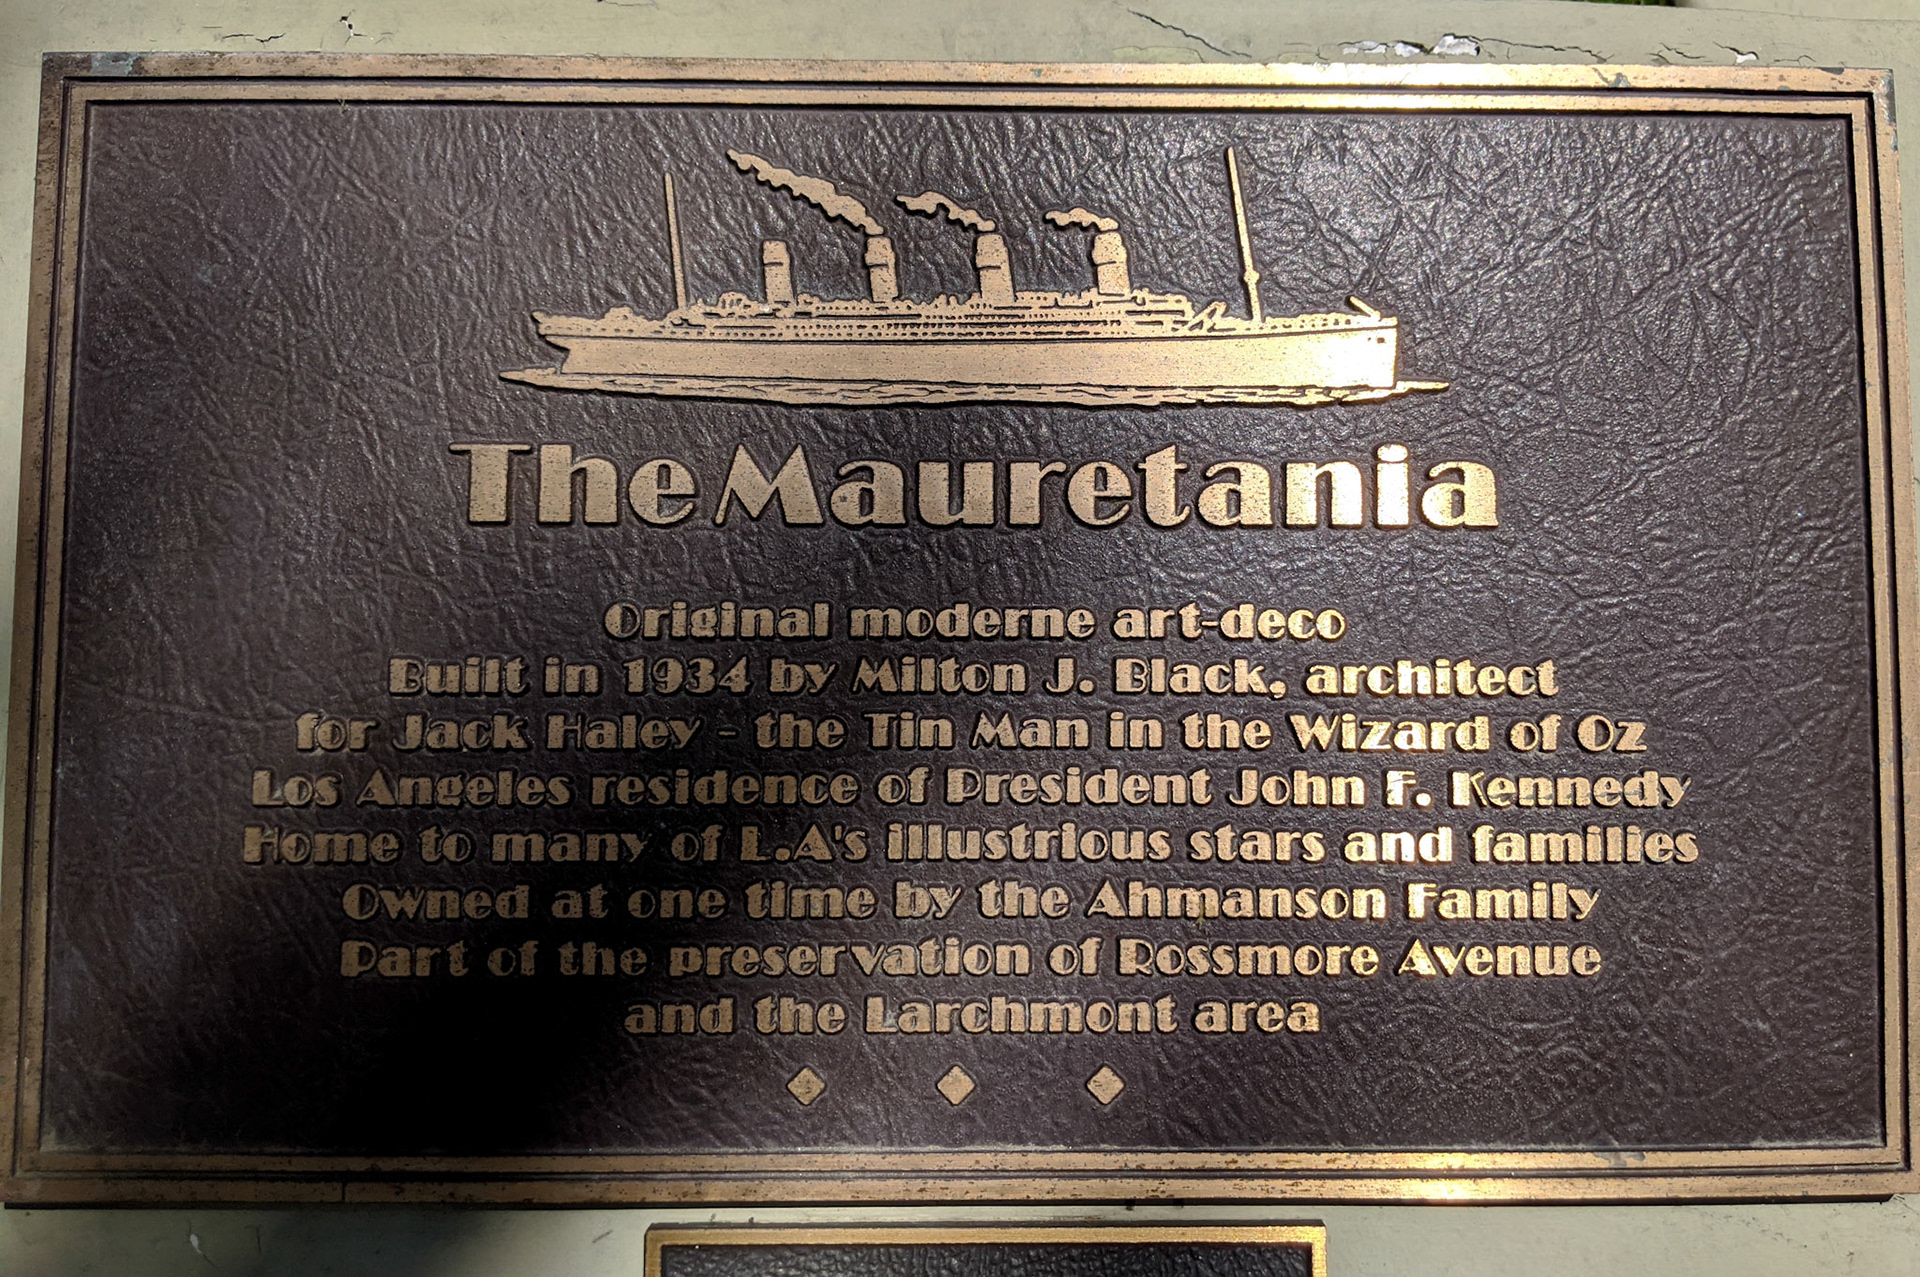 The Mauretania
Original moderne art-deco
Built in 1934 by Milton J. Black, architect
for Jack Haley - the Tin Man in the Wizard of Oz
Los Angeles residence of President John F. Kennedy
Home to many of L.A's illustrious stars and families
Owned at one time by the Ahmanson Family
Part of the preservation of Rossmore Avenue
and the Larchmont area